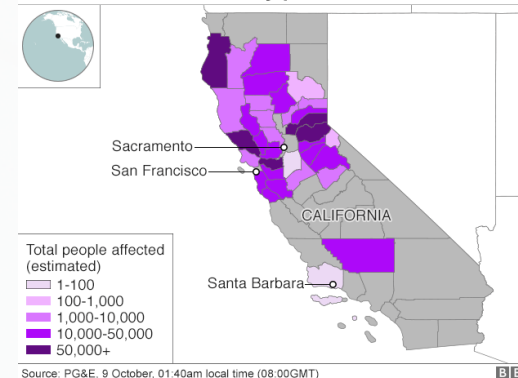 Sacramento
San Francisco
CALIFORNIA
Santa Barbara
Total people affected
(estimated)
1-100
100-1,000
1,000-10,000
10,000-50,000
50,000+
Source: PG&E, 9 October, 01:40am local time (08:00GMT)
B B